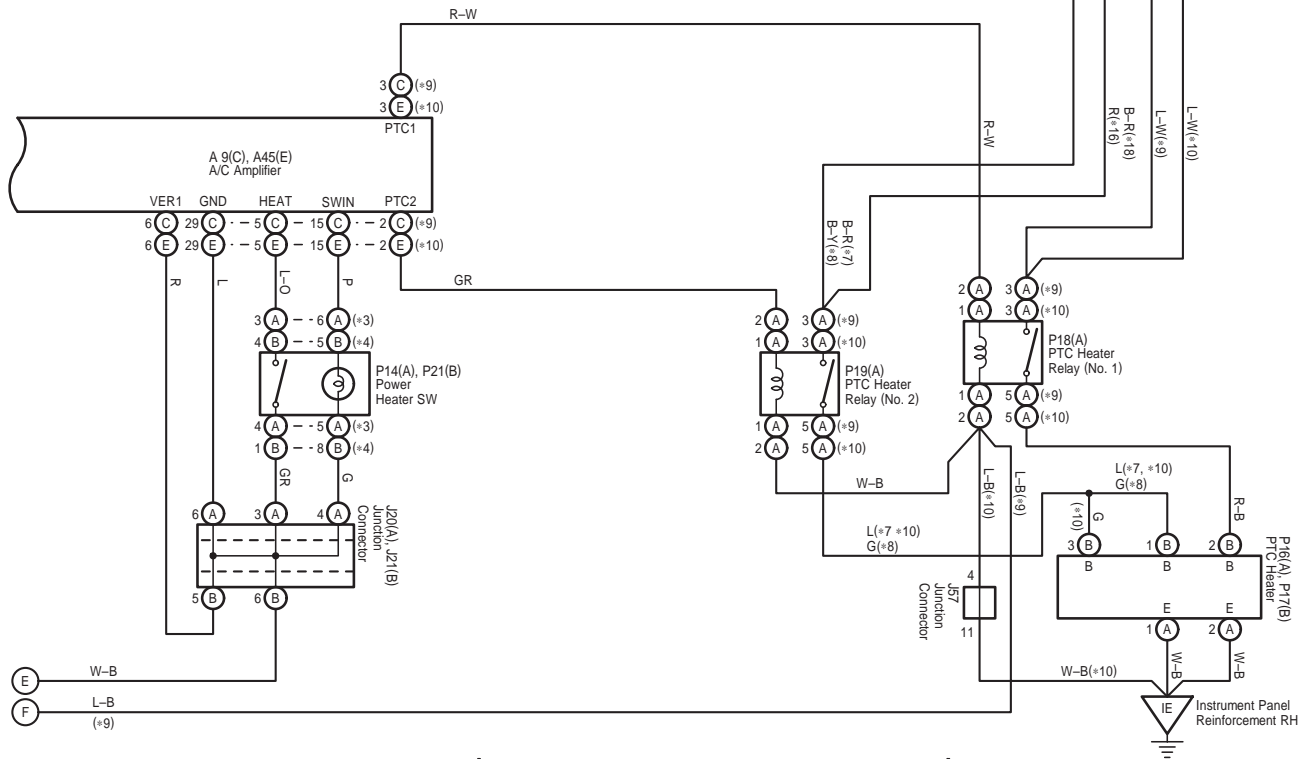 R–W
3 C (*9)
3 E (*10)
PTC1
A 9(C), A45(E)
A/C Amplifier
VER1 GND HEAT SWIN PTC2
6 C 29 C 5 C 15 C 2 C (*9)
6 E 29 E 5 E 15 E 2 E (*10)
R
L
L–O
P
GR
R–W
B–R(*7)
B–Y(*8)
R(*16)
B–R(*18)
L–W(*9)
L–W(*10)
3 A 6 A (*3)
4 B 5 B (*4)
P14(A), P21(B)
Power
Heater SW
4 A 5 A (*3)
1 B 8 B (*4)
GR
G
6 A 3 A 4 A
J20(A), J21(B)
Junction
Connector
5 B 6 B
2 A 3 A (*9)
1 A 3 A (*10)
P19(A)
PTC Heater
Relay (No. 2)
1 A 5 A (*9)
2 A 5 A (*10)
2 A 3 A (*9)
1 A 3 A (*10)
P18(A)
PTC Heater
Relay (No. 1)
1 A 5 A (*9)
2 A 5 A (*10)
W–B
L–B(*10)
L–B(*9)
L(*7 *10)
G(*8)
L(*7, *10)
G(*8)
G
(*10)
R–B
3 B 1 B 2 B
B B B
P16(A), P17(B)
PTC Heater
E E
1 A 2 A
4
J57
Junction
Connector
11
W–B
W–B
W–B(*10)
IE
Instrument Panel
Reinforcement RH
E W–B
F L–B
(*9)